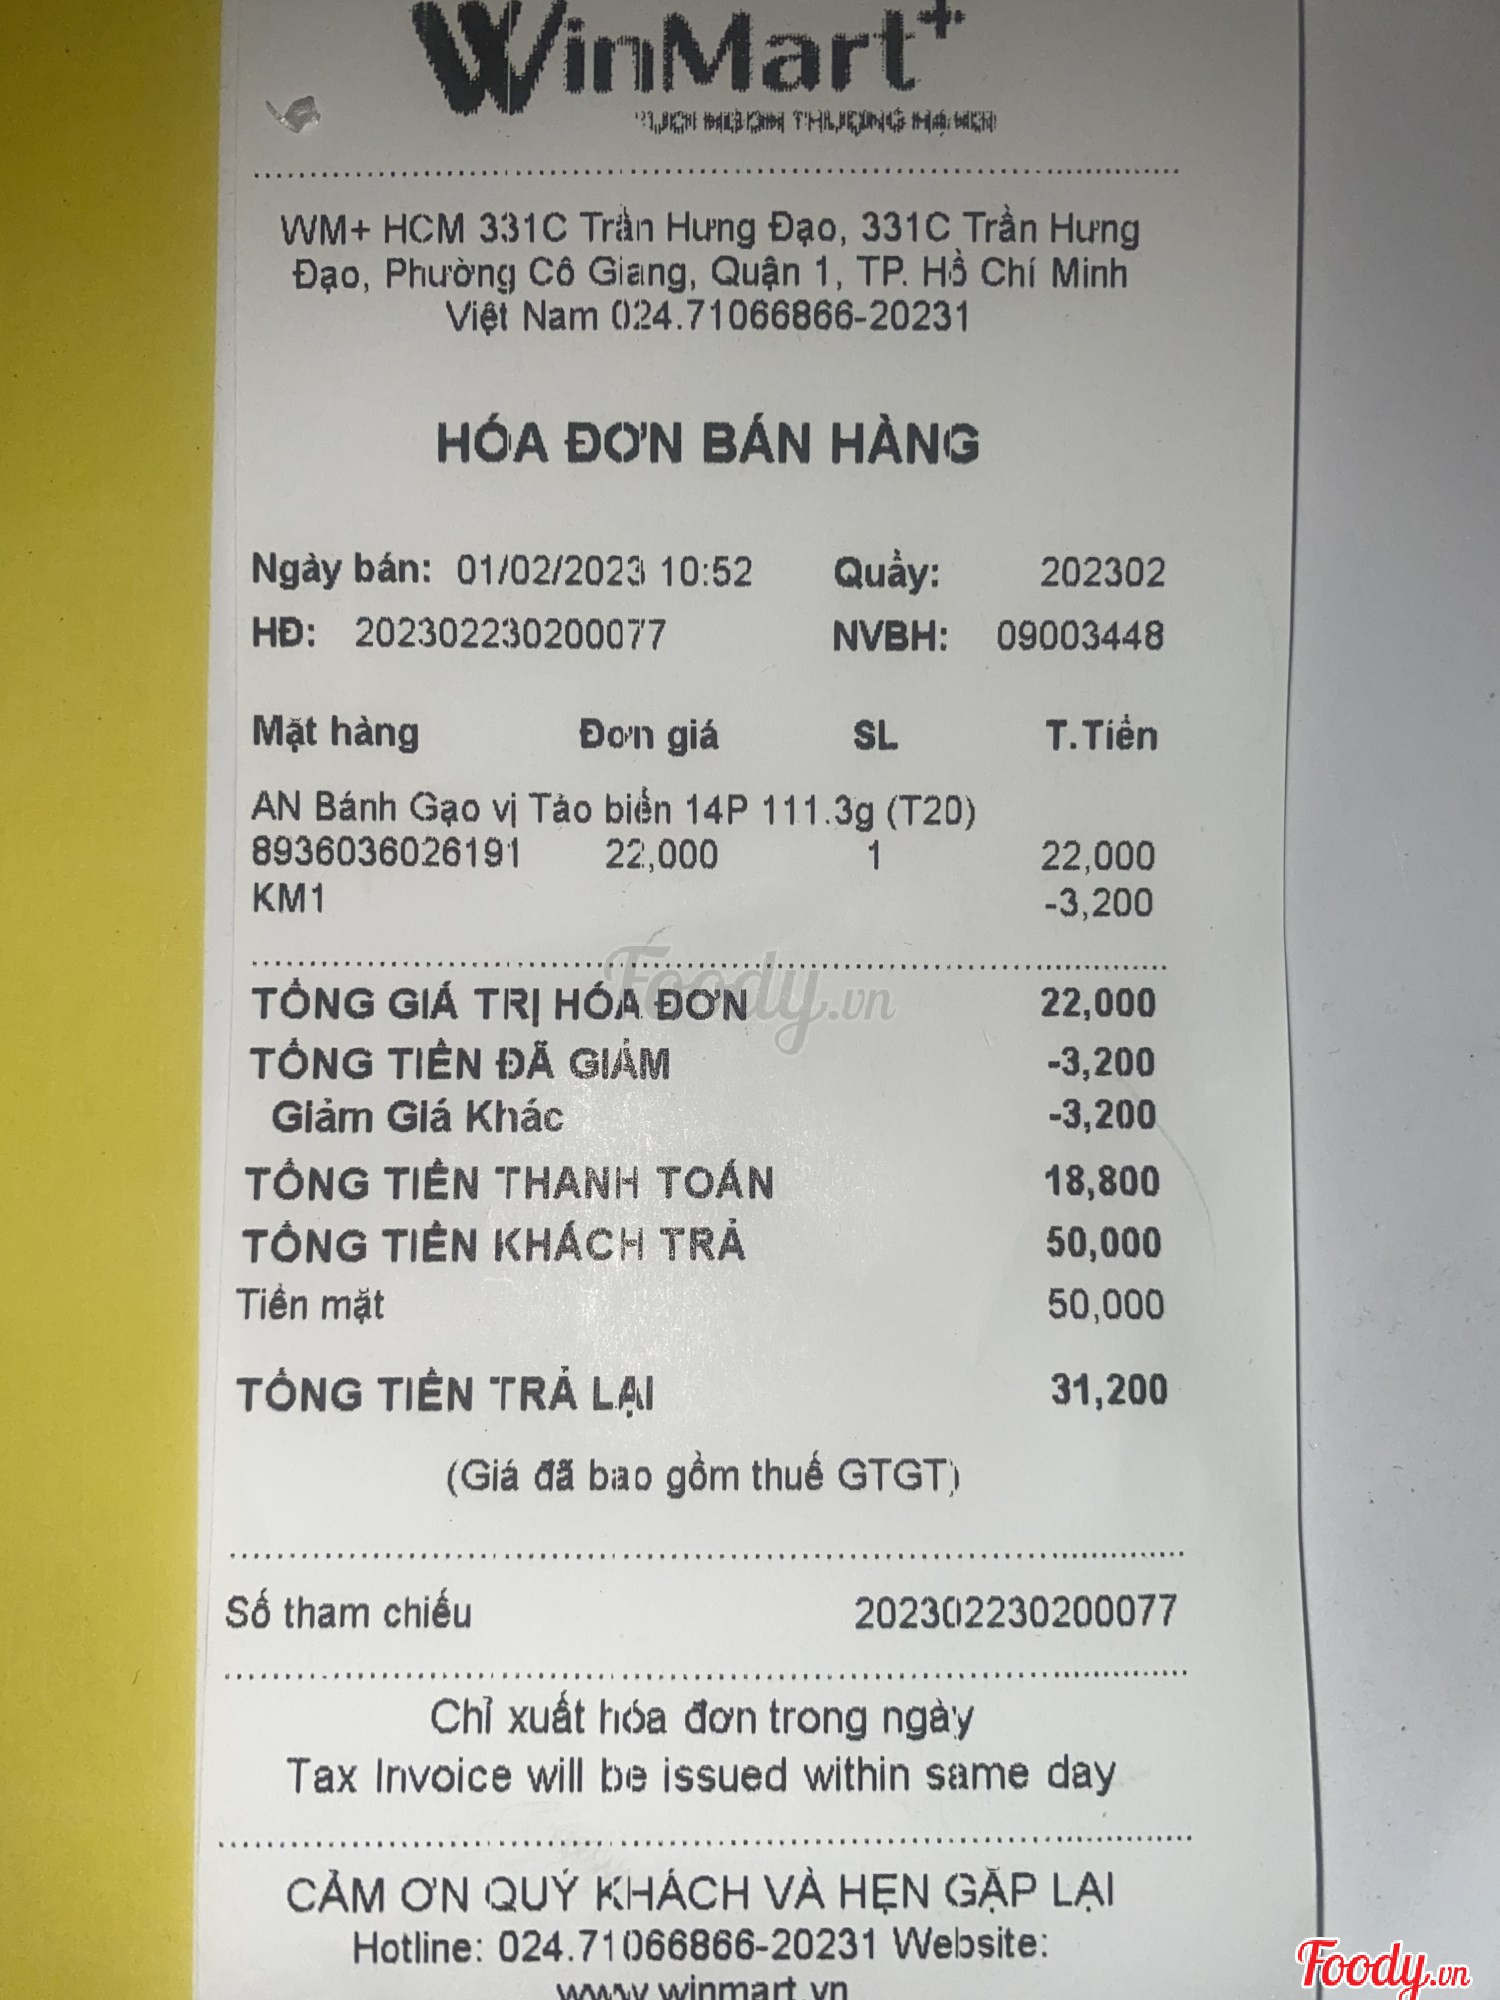 WinMart+
WM+ HCM 331C Trần Hưng Đạo, 331C Trần Hưng
Đạo, Phường Cô Giang, Quận 1, TP. Hồ Chí Minh
Việt Nam 024.71066866-20231
HÓA ĐƠN BÁN HÀNG
Ngày bán: 01/02/2023 10:52 Quầy: 202302
HĐ: 202302230200077 NVBH: 09003448
Mặt hàng Đơn giá SL T.Tiền
AN Bánh Gạo vị Tảo biển 14P 111.3g (T20)
8936036026191 22,000 1 22,000
KM1 -3,200
TỔNG GIÁ TRỊ HÓA ĐƠN 22,000
TỔNG TIỀN ĐÃ GIẢM -3,200
Giảm Giá Khác -3,200
TỔNG TIỀN THANH TOÁN 18,800
TỔNG TIỀN KHÁCH TRẢ 50,000
Tiền mặt 50,000
TỔNG TIỀN TRẢ LẠI 31,200
(Giá đã bao gồm thuế GTGT)
Số tham chiếu 202302230200077
Chỉ xuất hóa đơn trong ngày
Tax Invoice will be issued within same day
CẢM ƠN QUÝ KHÁCH VÀ HẸN GẶP LẠI
Hotline: 024.71066866-20231 Website:
www.winmart.vn
Foody.vn
Foody.vn